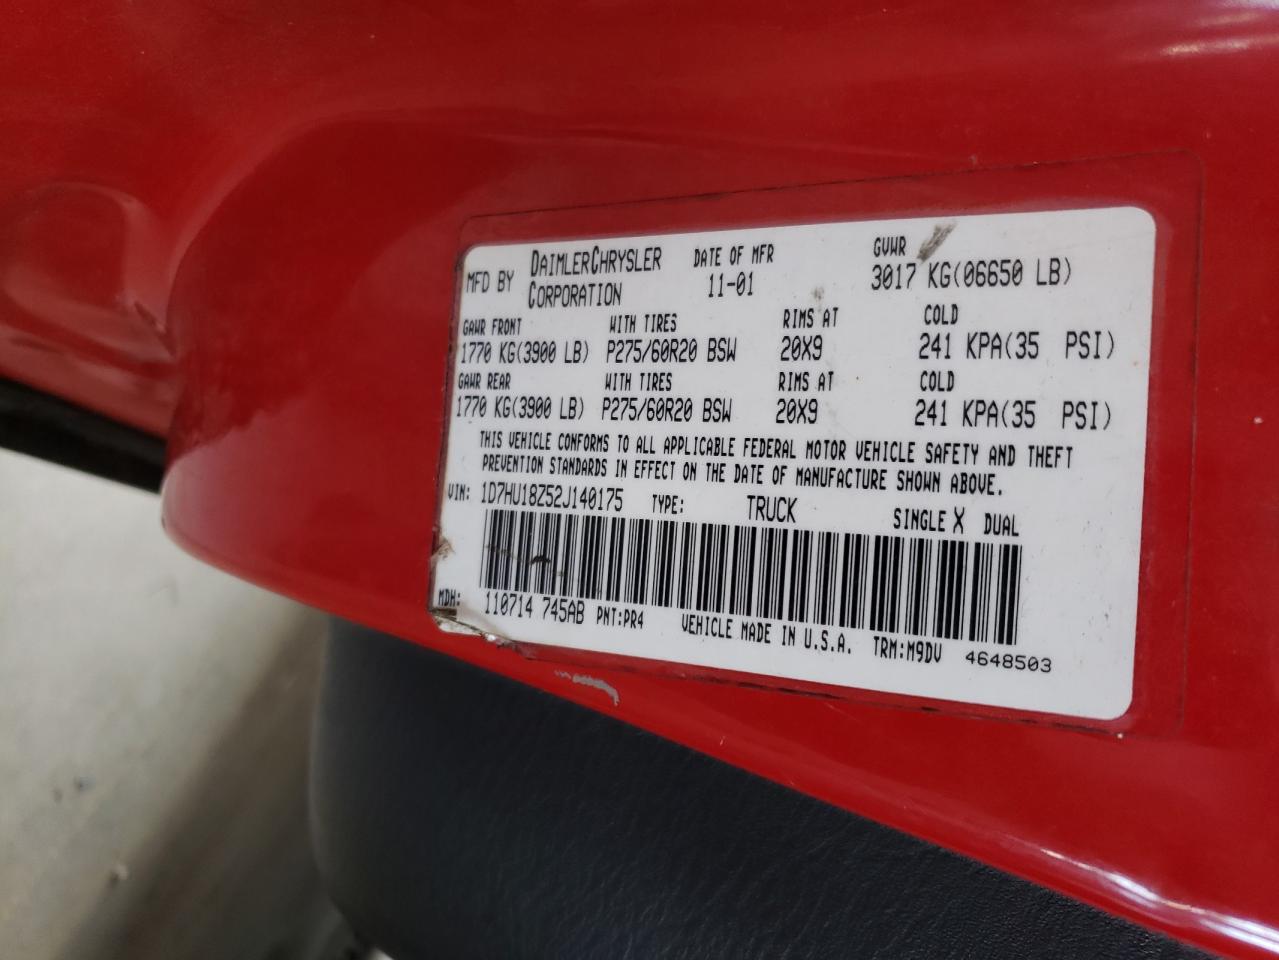 MFD BY DAIMLERCHRYSLER CORPORATION DATE OF MFR 11-01 GVWR 3017 KG(06650 LB)
GAWR FRONT WITH TIRES RIMS AT COLD
1770 KG(3900 LB) P275/60R20 BSW 20X9 241 KPA(35 PSI)
GAWR REAR WITH TIRES RIMS AT COLD
1770 KG(3900 LB) P275/60R20 BSW 20X9 241 KPA(35 PSI)
THIS VEHICLE CONFORMS TO ALL APPLICABLE FEDERAL MOTOR VEHICLE SAFETY AND THEFT
PREVENTION STANDARDS IN EFFECT ON THE DATE OF MANUFACTURE SHOWN ABOVE.
VIN: 1D7HU18Z52J140175 TYPE: TRUCK SINGLE X DUAL
MDH: 110714 745AB PNT:PR4 VEHICLE MADE IN U.S.A. TRM:M9DV 4648503